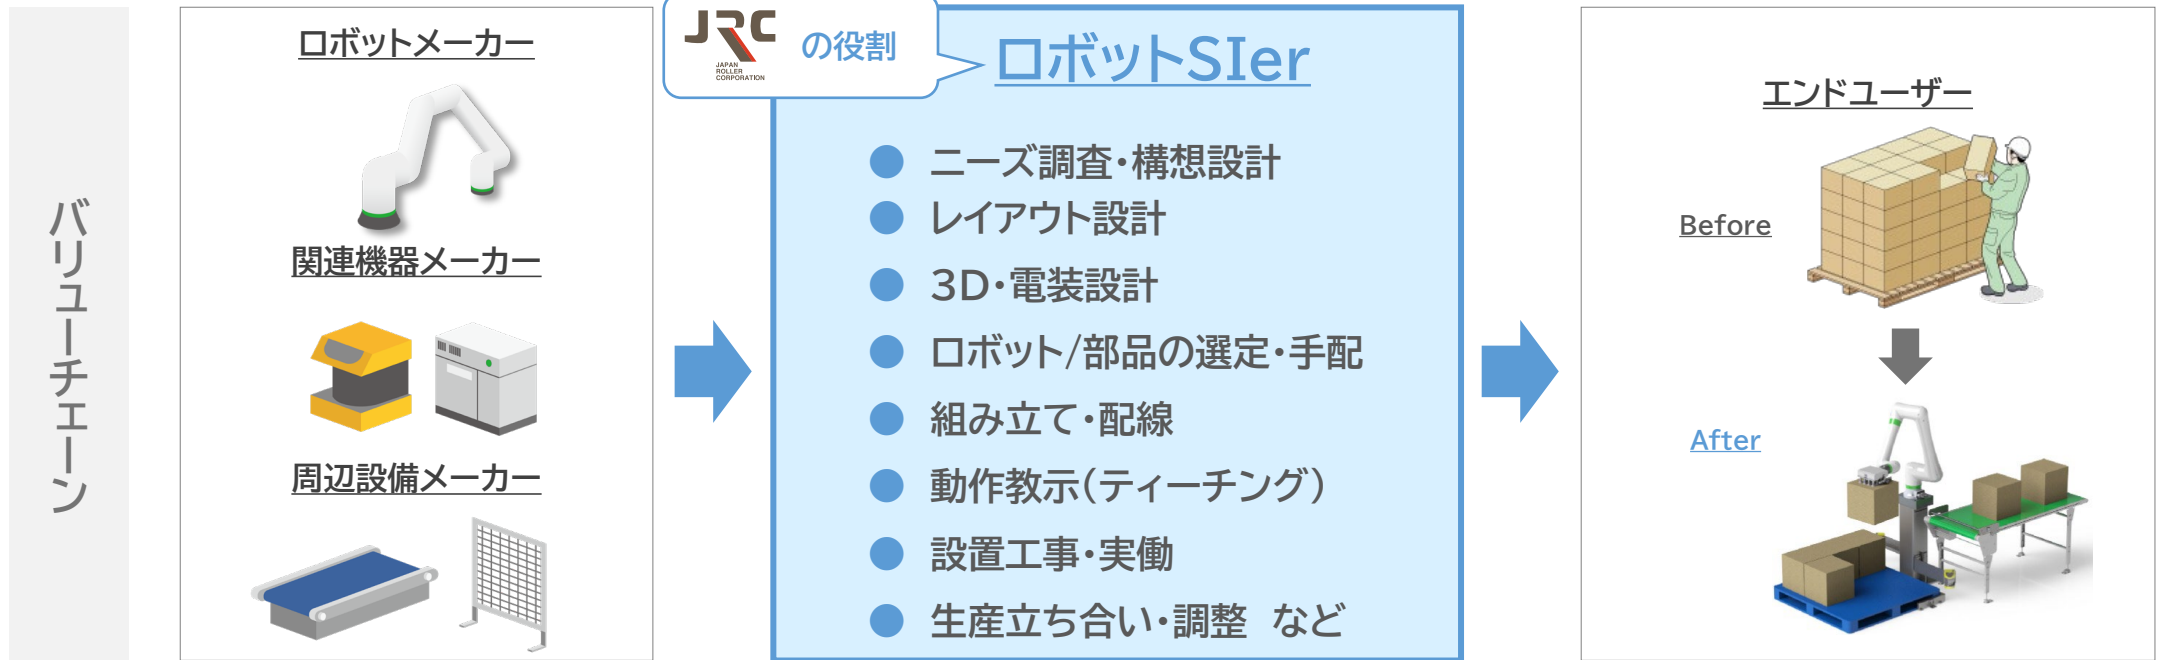 バリューチェーン
ロボットメーカー
関連機器メーカー
周辺設備メーカー
JRC
JAPAN
ROLLER
CORPORATION
の役割
ロボットSIer
● ニーズ調査・構想設計
● レイアウト設計
● 3D・電装設計
● ロボット/部品の選定・手配
● 組み立て・配線
● 動作教示(ティーチング)
● 設置工事・実働
● 生産立ち合い・調整 など
エンドユーザー
Before
After